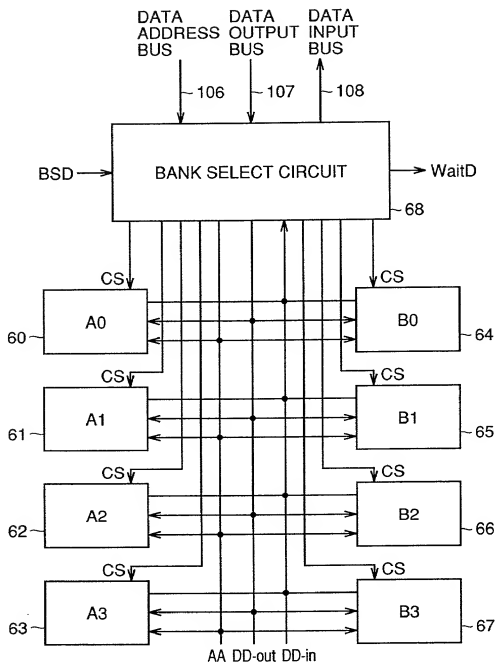 DATA ADDRESS BUS
DATA OUTPUT BUS
DATA INPUT BUS
106
107
108
BSD
BANK SELECT CIRCUIT
WaitD
68
CS
CS
A0
B0
60
64
CS
CS
A1
B1
61
65
CS
CS
A2
B2
62
66
CS
CS
A3
B3
63
67
AA DD-out DD-in